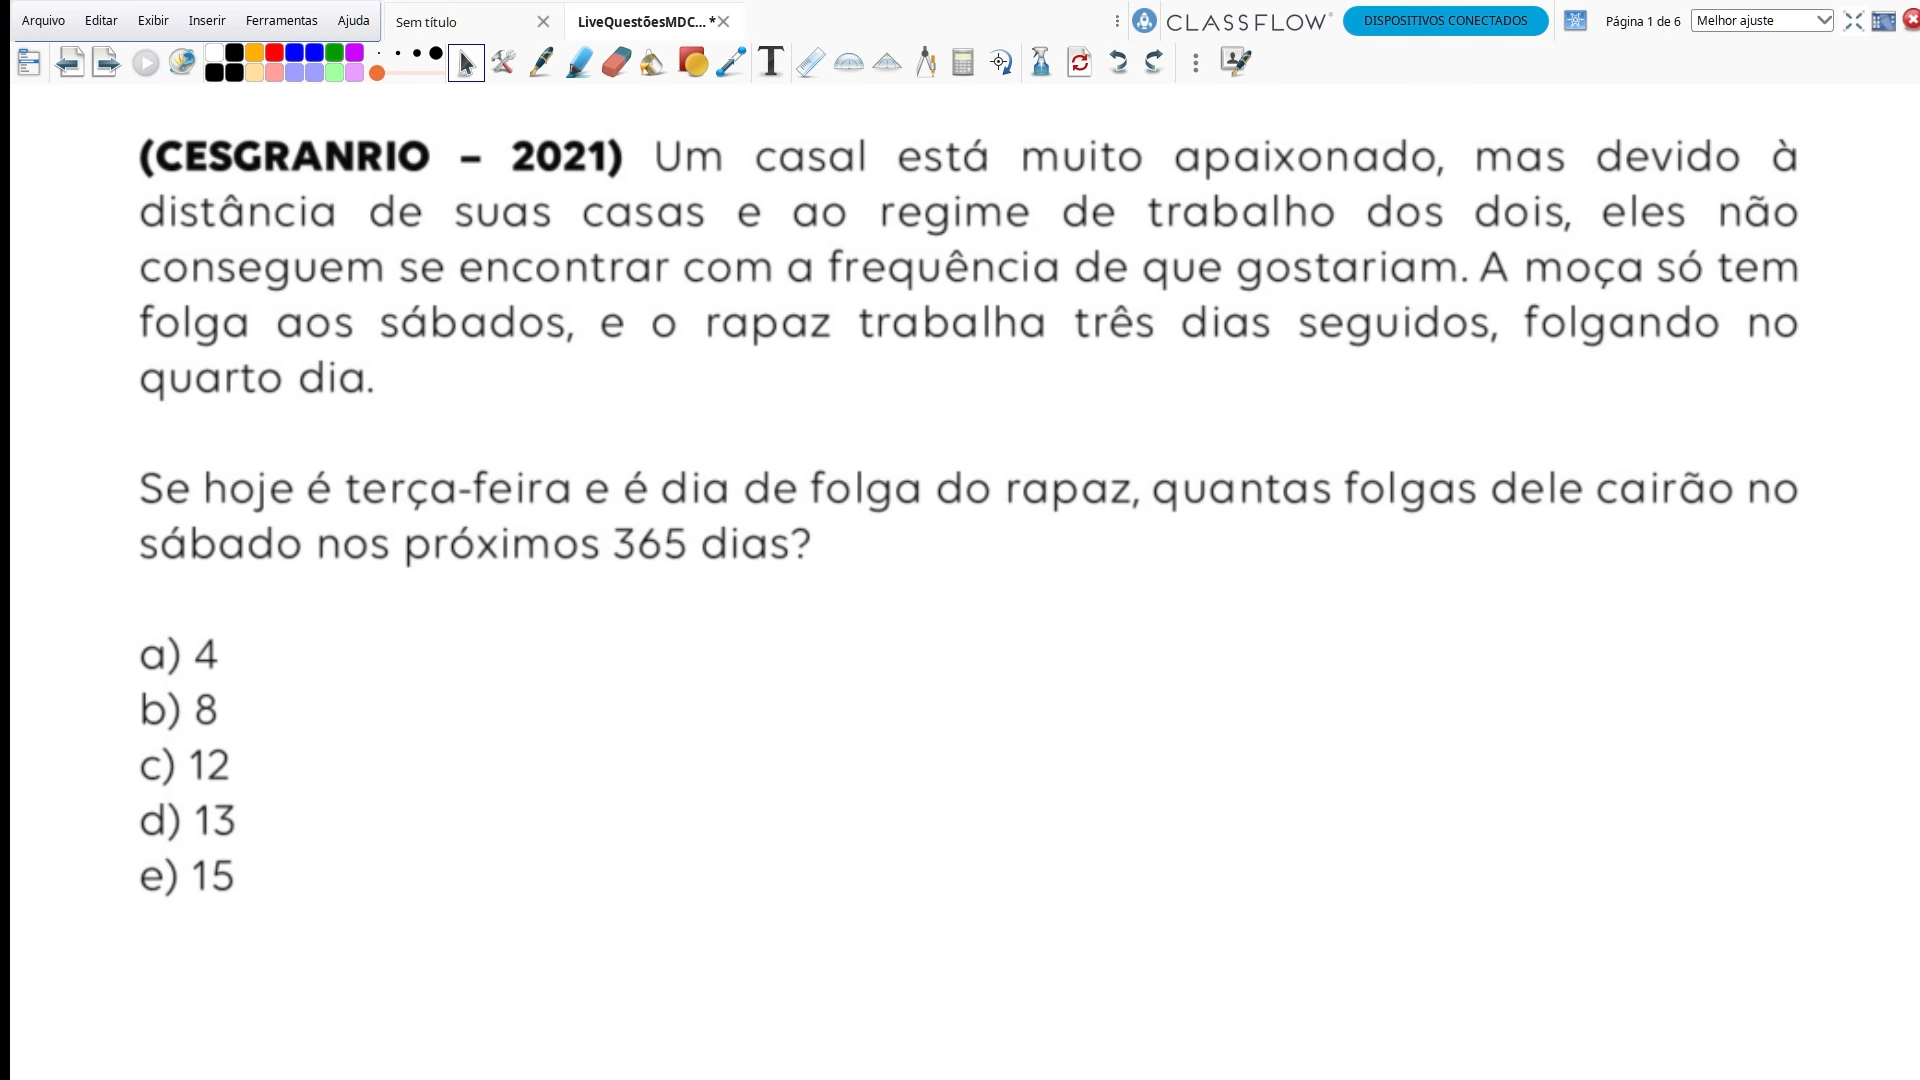 Arquivo Editar Exibir Inserir Ferramentas Ajuda Sem título LiveQuestõesMDC... * CLASSFLOW DISPOSITIVOS CONECTADOS Página 1 de 6 Melhor ajuste
(CESGRANRIO – 2021) Um casal está muito apaixonado, mas devido à
distância de suas casas e ao regime de trabalho dos dois, eles não
conseguem se encontrar com a frequência de que gostariam. A moça só tem
folga aos sábados, e o rapaz trabalha três dias seguidos, folgando no
quarto dia.
Se hoje é terça-feira e é dia de folga do rapaz, quantas folgas dele cairão no
sábado nos próximos 365 dias?
a) 4
b) 8
c) 12
d) 13
e) 15